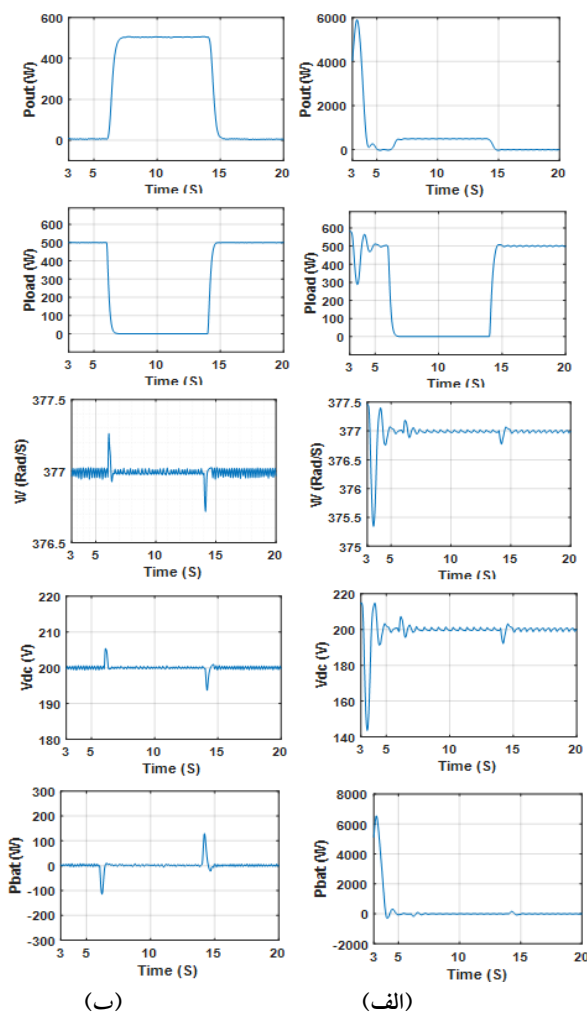 600
400
200
0
Pout (W)
3 5 10 15 20
Time (S)
6000
4000
2000
0
Pout (W)
3 5 10 15 20
Time (S)
600
500
400
300
200
100
0
Pload (W)
3 5 10 15 20
Time (S)
600
500
400
300
200
100
0
Pload (W)
3 5 10 15 20
Time (S)
377.5
377
376.5
W (Rad/S)
3 5 10 15 20
Time (S)
377.5
377
376.5
376
375.5
375
W (Rad/S)
3 5 10 15 20
Time (S)
220
210
200
190
180
Vdc (V)
3 5 10 15 20
Time (S)
220
200
180
160
140
Vdc (V)
3 5 10 15 20
Time (S)
300
200
100
0
-100
-200
-300
Pbat (W)
3 5 10 15 20
Time (S)
8000
6000
4000
2000
0
-2000
Pbat (W)
3 5 10 15 20
Time (S)
(الف)
(ب)